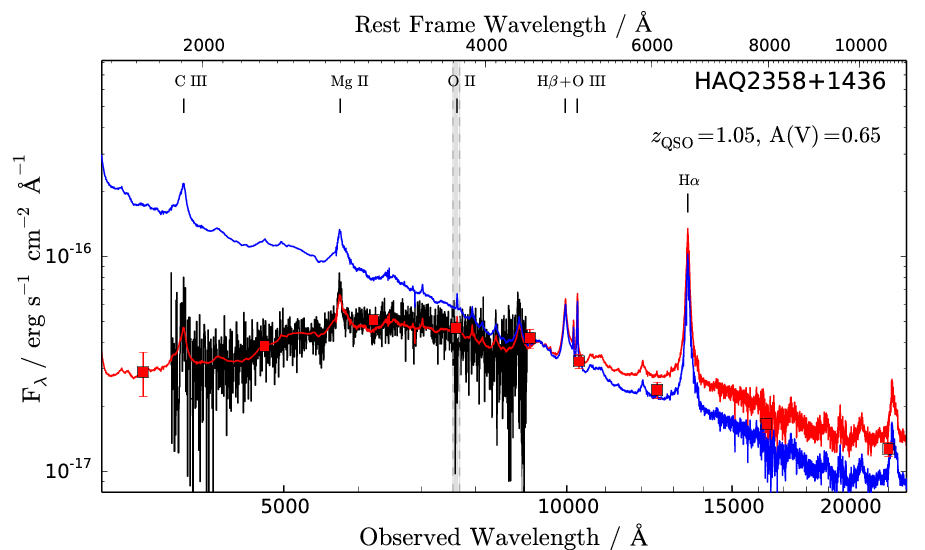 Rest Frame Wavelength / Å
2000 4000 6000 8000 10000
C III Mg II O II Hβ+O III HAQ2358+1436
z_QSO=1.05, A(V)=0.65
Hα
F_λ / erg s^−1 cm^−2 Å^−1
10^-16
10^-17
5000 10000 15000 20000
Observed Wavelength / Å